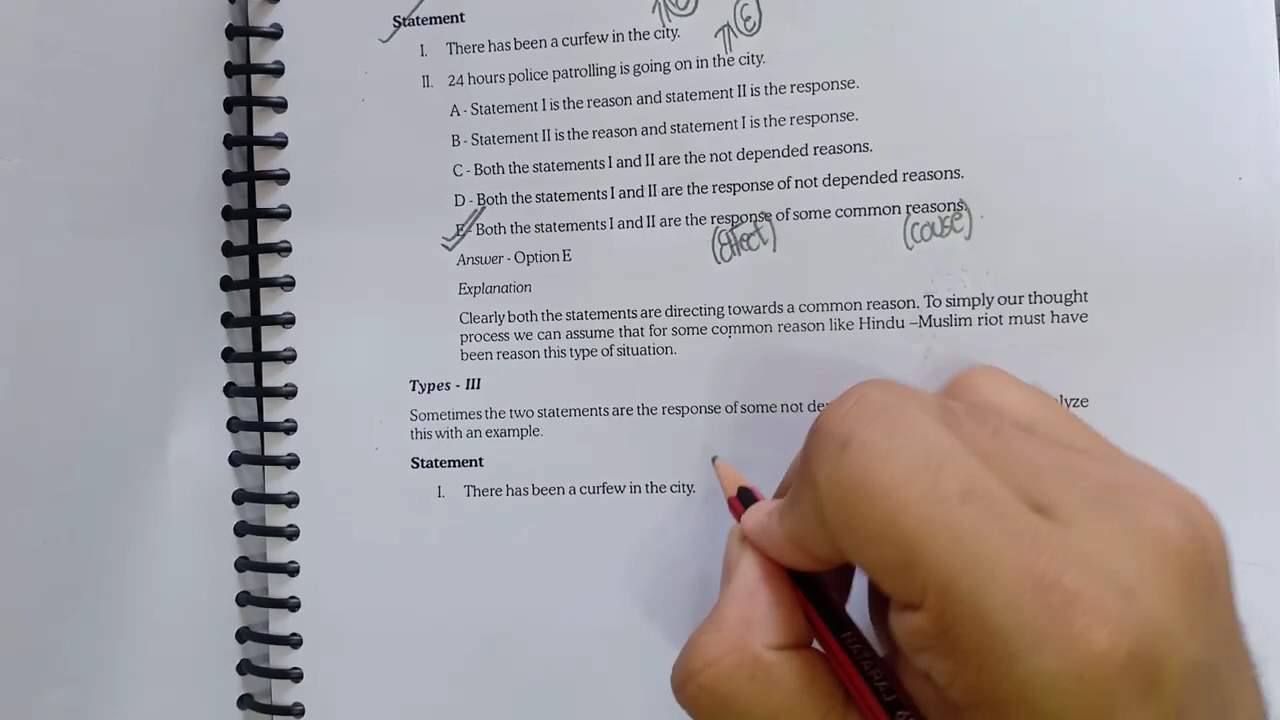 Statement
(E)
I. There has been a curfew in the city.
(E)
II. 24 hours police patrolling is going on in the city.
A - Statement I is the reason and statement II is the response.
B - Statement II is the reason and statement I is the response.
C - Both the statements I and II are the not depended reasons.
D - Both the statements I and II are the response of not depended reasons.
E - Both the statements I and II are the response of some common reasons.
(Effect) (cause)
Answer - Option E
Explanation
Clearly both the statements are directing towards a common reason. To simply our thought
process we can assume that for some common reason like Hindu –Muslim riot must have
been reason this type of situation.
Types - III
Sometimes the two statements are the response of some not
this with an example.
Statement
I. There has been a curfew in the city.
NATARAJ